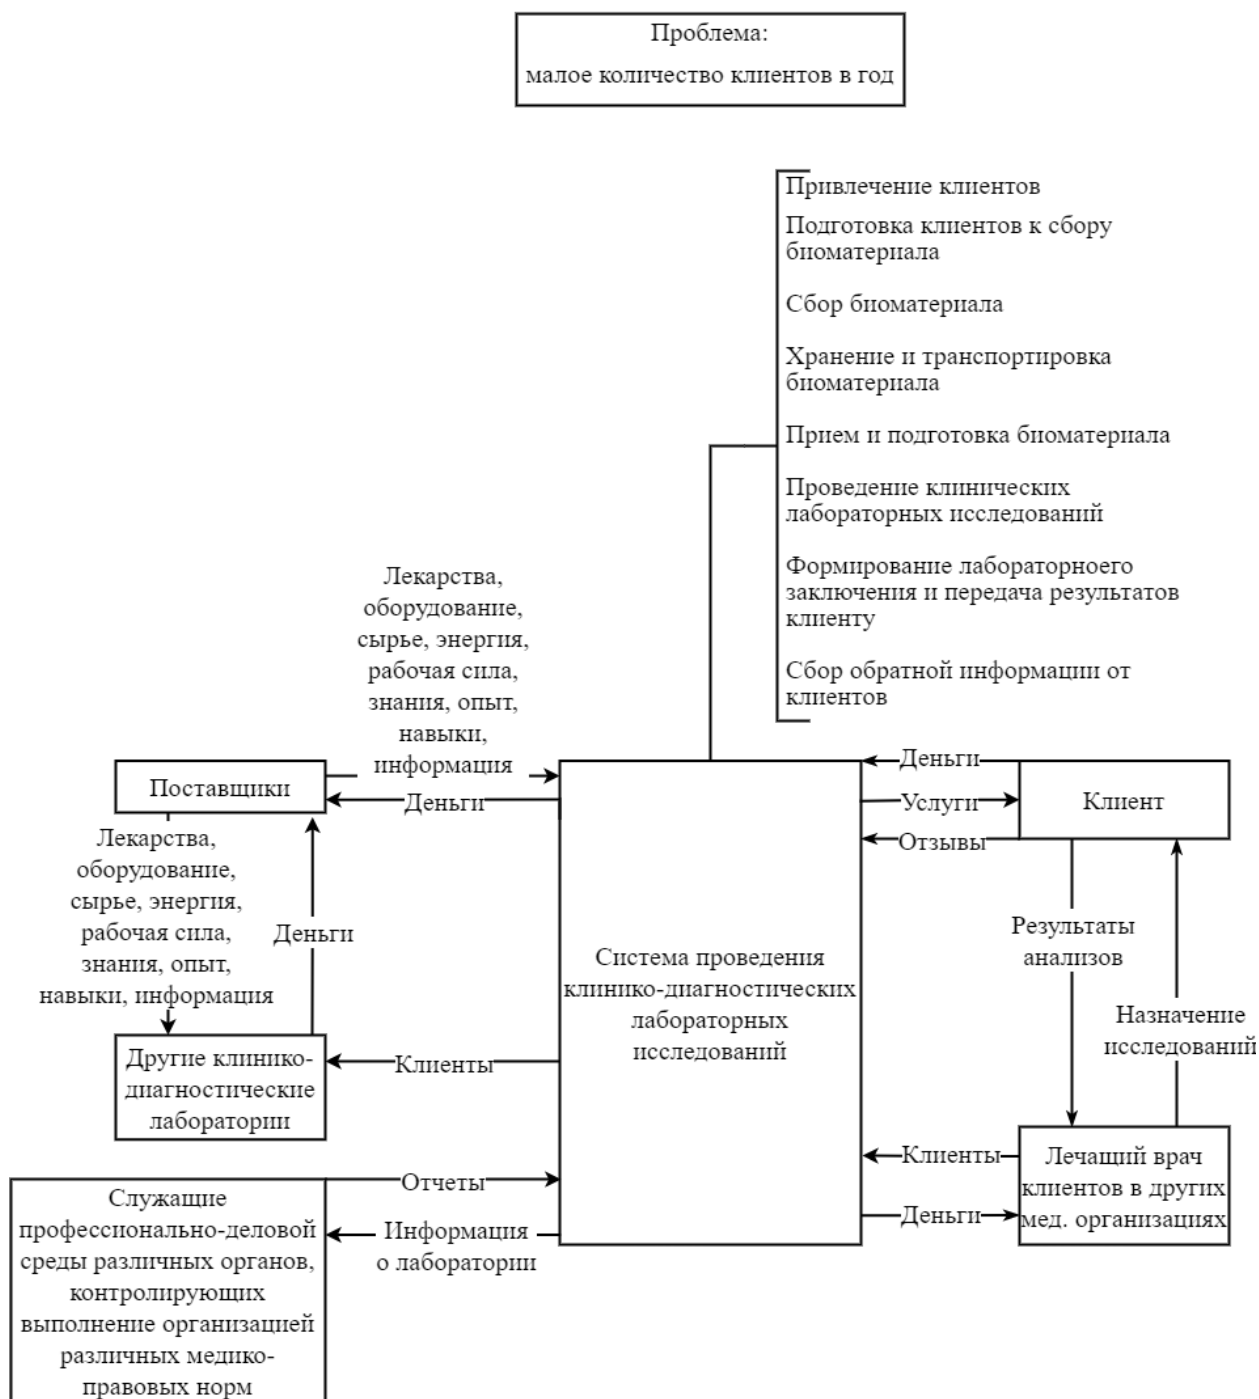 Проблема:
малое количество клиентов в год
Привлечение клиентов
Подготовка клиентов к сбору
биоматериала
Сбор биоматериала
Хранение и транспортировка
биоматериала
Прием и подготовка биоматериала
Проведение клинических
лабораторных исследований
Формирование лабораторноего
заключения и передача результатов
клиенту
Сбор обратной информации от
клиентов
Лекарства,
оборудование,
сырье, энергия,
рабочая сила,
знания, опыт,
навыки,
информация
Поставщики
Деньги
Лекарства,
оборудование,
сырье, энергия,
рабочая сила,
знания, опыт,
навыки, информация
Деньги
Другие клинико-
диагностические
лаборатории
Клиенты
Служащие
профессионально-деловой
среды различных органов,
контролирующих
выполнение организацией
различных медико-
правовых норм
Отчеты
Информация
о лаборатории
Система проведения
клинико-диагностических
лабораторных
исследований
Деньги
Услуги
Отзывы
Клиент
Результаты
анализов
Назначение
исследований
Клиенты
Деньги
Лечащий врач
клиентов в других
мед. организациях